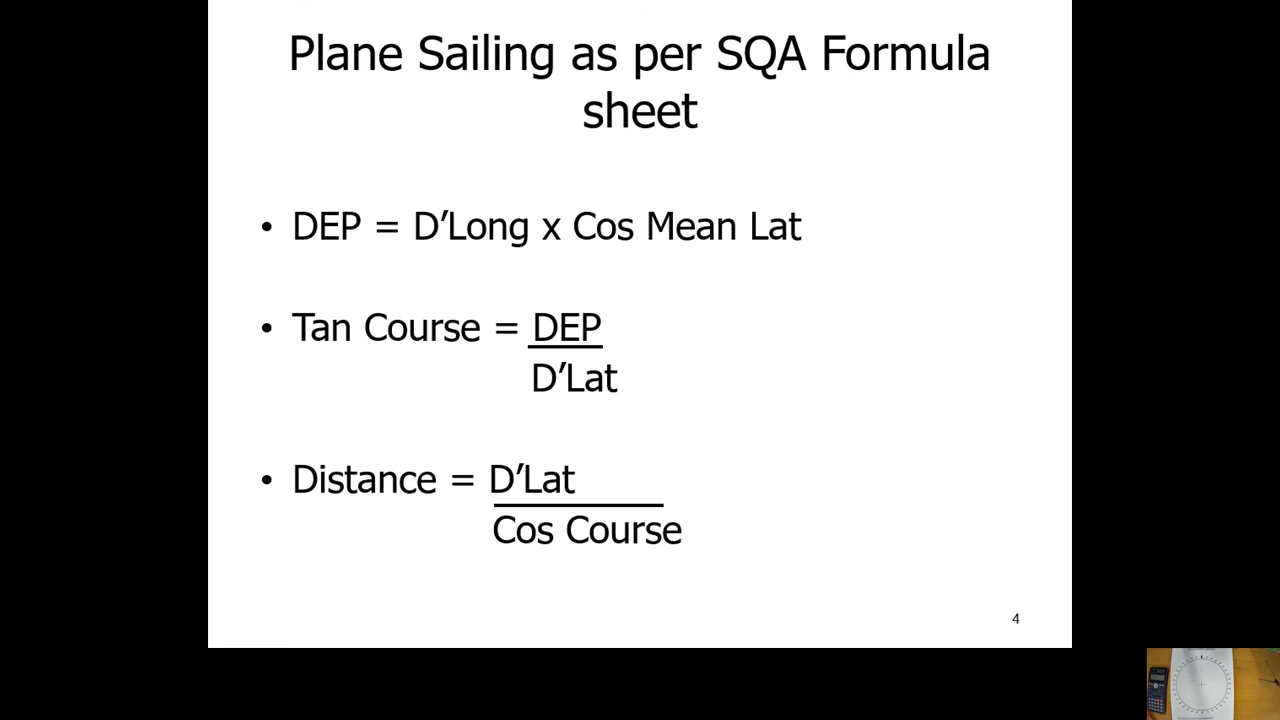 Plane Sailing as per SQA Formula
sheet
• DEP = D’Long x Cos Mean Lat
• Tan Course = DEP
D’Lat
• Distance = D’Lat
Cos Course
4